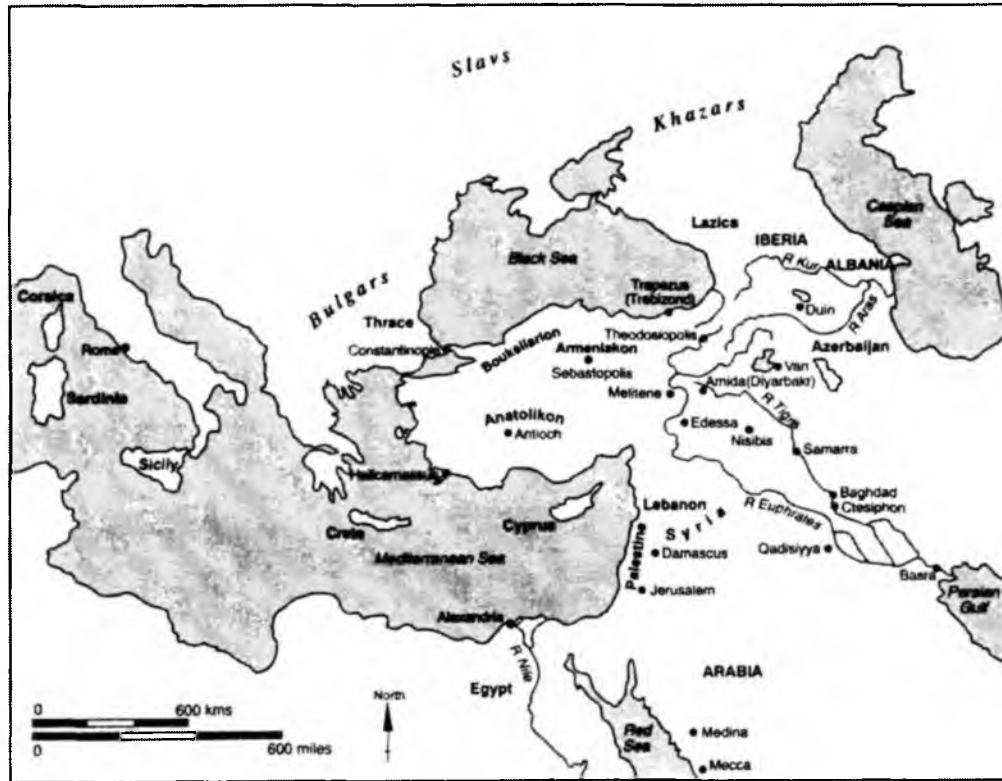 Slavs
Khazars
Caspian
Sea
Lazica
IBERIA
R Kur
ALBANIA
Black Sea
Bulgars
Trapezus
(Trebizond)
Duin
R Aras
Corsica
Thrace
Theodosiopolis
Constantinople
Boukellarion
Armeniakon
Azerbaijan
Rome
Sebastopolis
Van
Sardinia
Melitene
Amida(Diyarbakr)
R Tigris
Anatolikon
Antioch
Edessa
Nisibis
Samarra
Sicily
Halicarnassus
Baghdad
Ctesiphon
Lebanon
R Euphrates
Crete
Cyprus
Syria
Mediterranean Sea
Palestine
Damascus
Qadisiyya
Basra
Persian
Gulf
Jerusalem
Alexandria
R Nile
Egypt
ARABIA
North
0
600 kms
0
600 miles
Red
Sea
Medina
Mecca